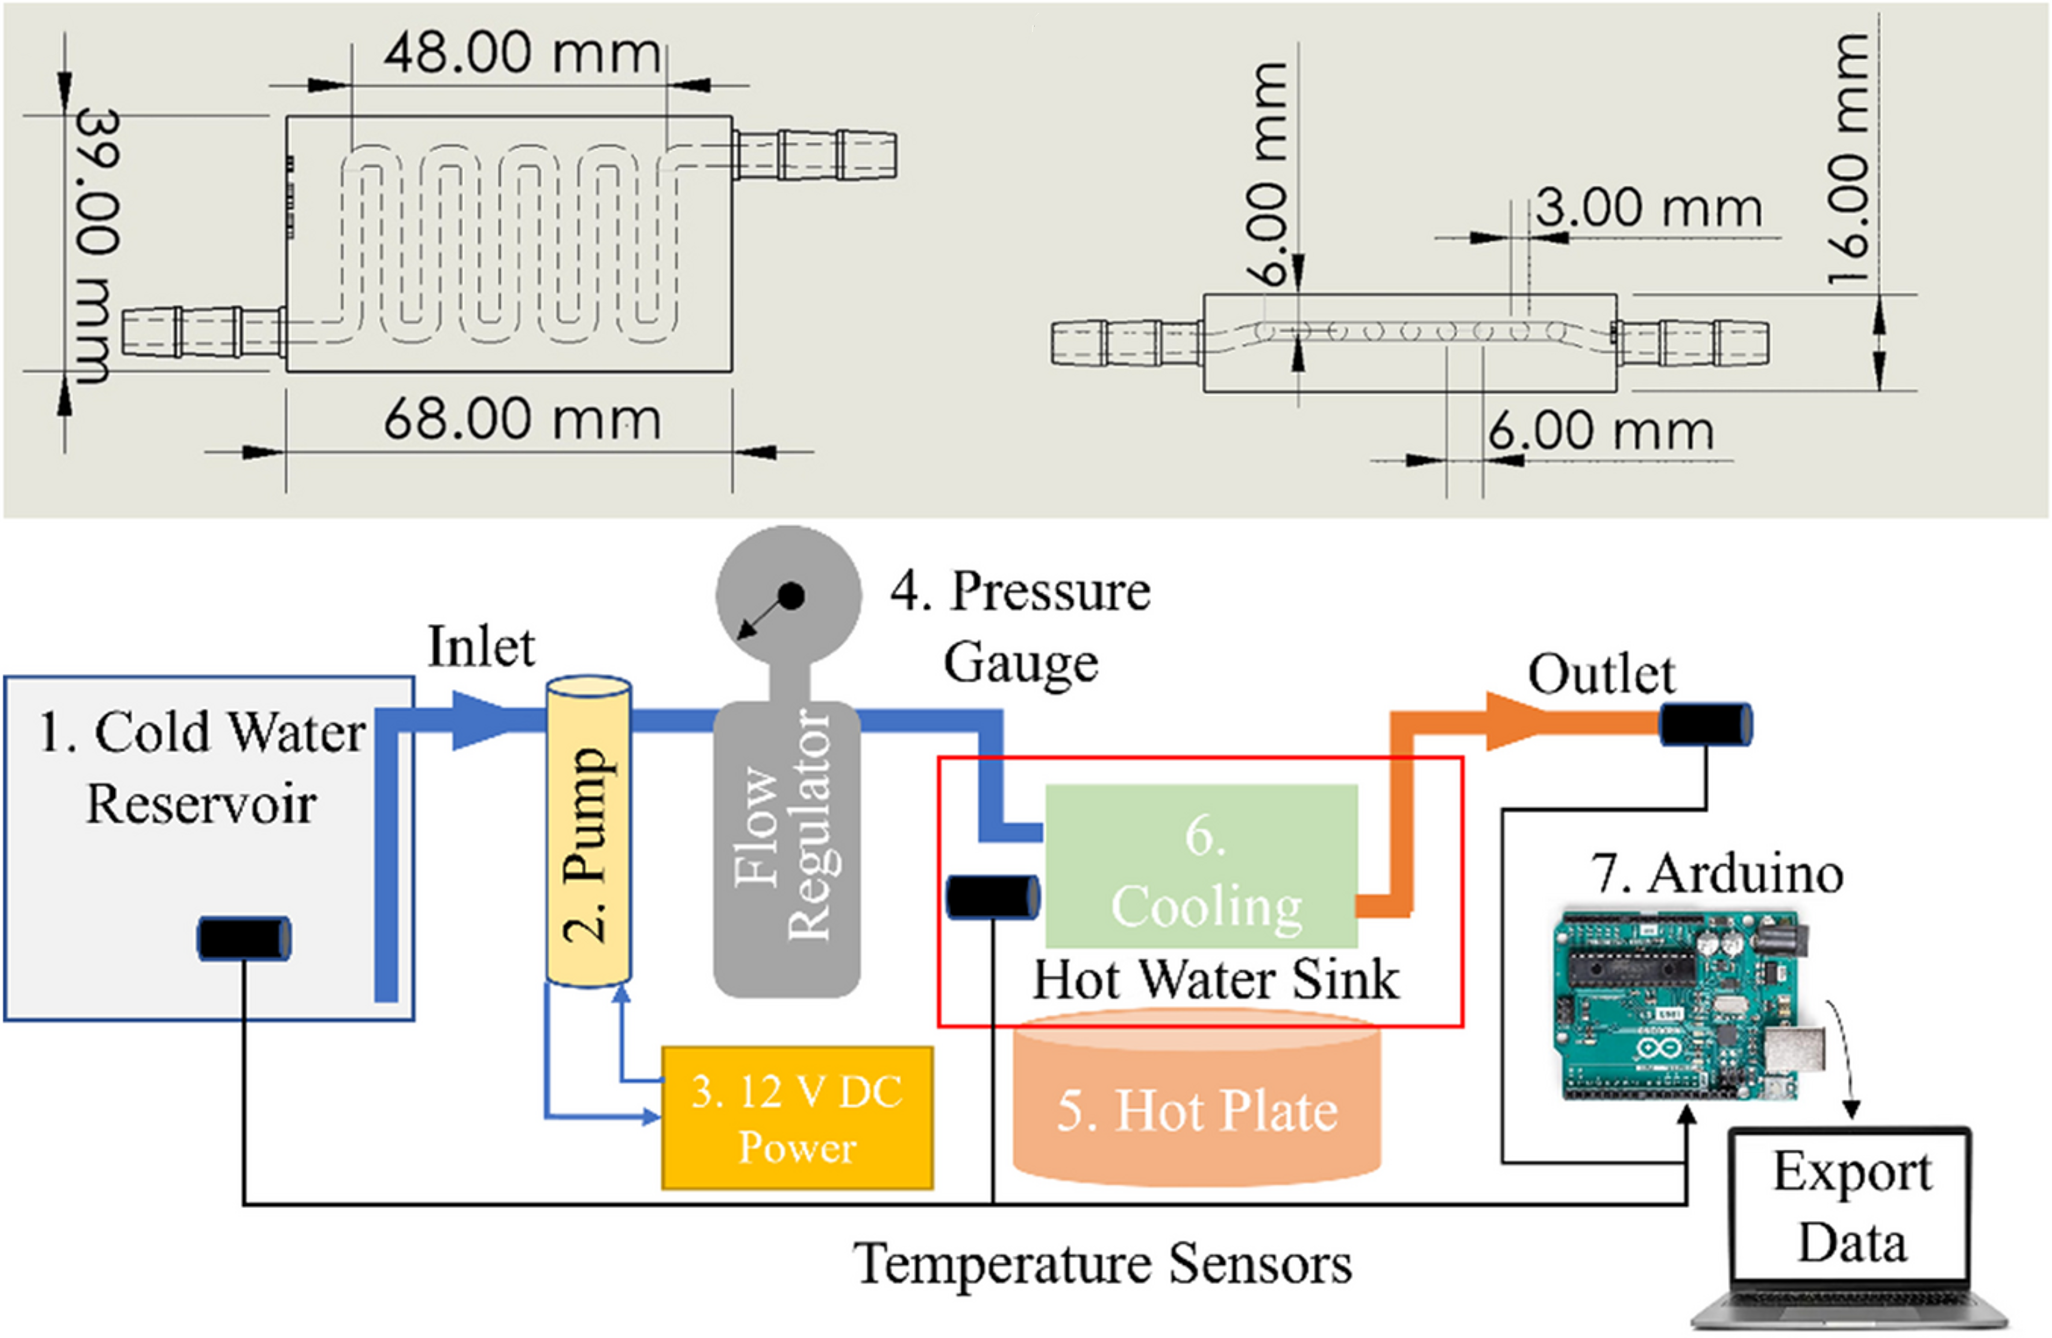 48.00 mm
39.00 mm
68.00 mm
6.00 mm
3.00 mm
16.00 mm
6.00 mm
4. Pressure
Gauge
Inlet
Outlet
1. Cold Water
Reservoir
2. Pump
Flow
Regulator
6.
Cooling
7. Arduino
Hot Water Sink
3. 12 V DC
Power
5. Hot Plate
Export
Data
Temperature Sensors